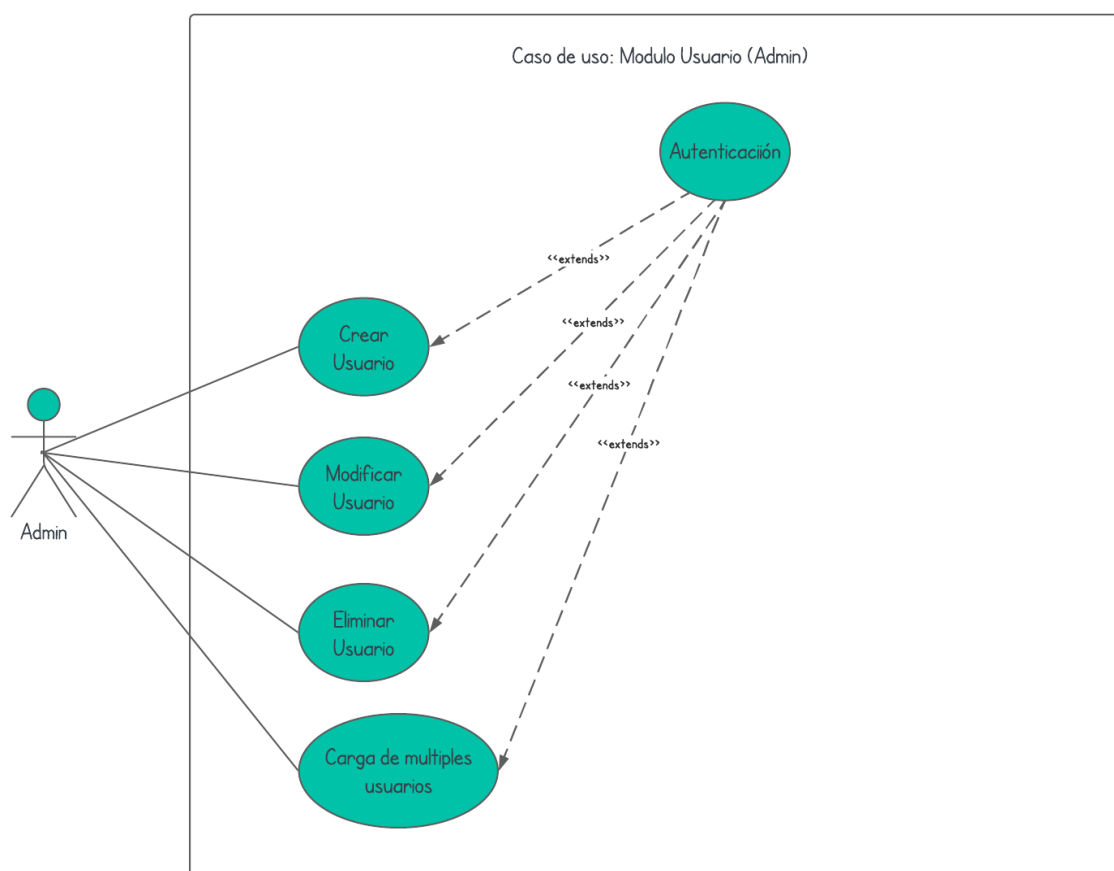 Caso de uso: Modulo Usuario (Admin)
Autenticaciión
<<extends>>
<<extends>>
<<extends>>
<<extends>>
Crear
Usuario
Modificar
Usuario
Eliminar
Usuario
Carga de multiples
usuarios
Admin